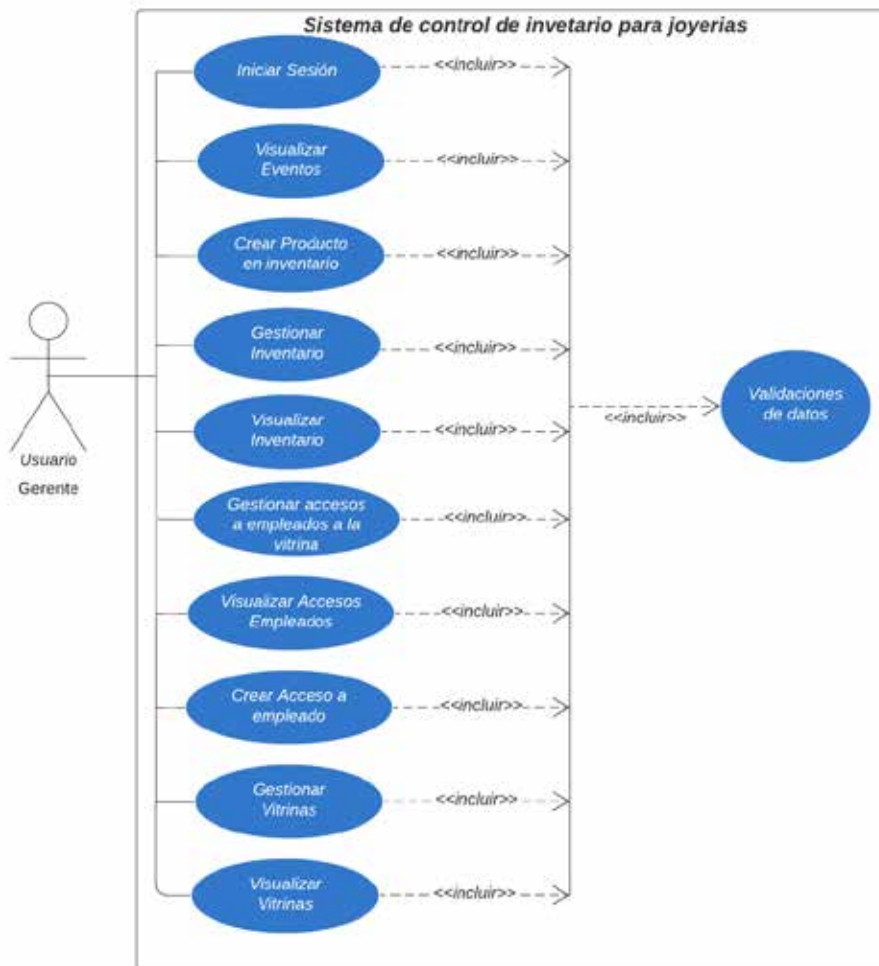 Sistema de control de invetario para joyerias
Iniciar Sesión
<<incluir>>
Visualizar
Eventos
<<incluir>>
Crear Producto
en inventario
<<incluir>>
Gestionar
Inventario
<<incluir>>
Visualizar
Inventario
<<incluir>>
Gestionar accesos
a empleados a la
vitrina
<<incluir>>
Visualizar Accesos
Empleados
<<incluir>>
Crear Acceso a
empleado
<<incluir>>
Gestionar
Vitrinas
<<incluir>>
Visualizar
Vitrinas
<<incluir>>
Usuario
Gerente
<<incluir>>
Validaciones
de datos